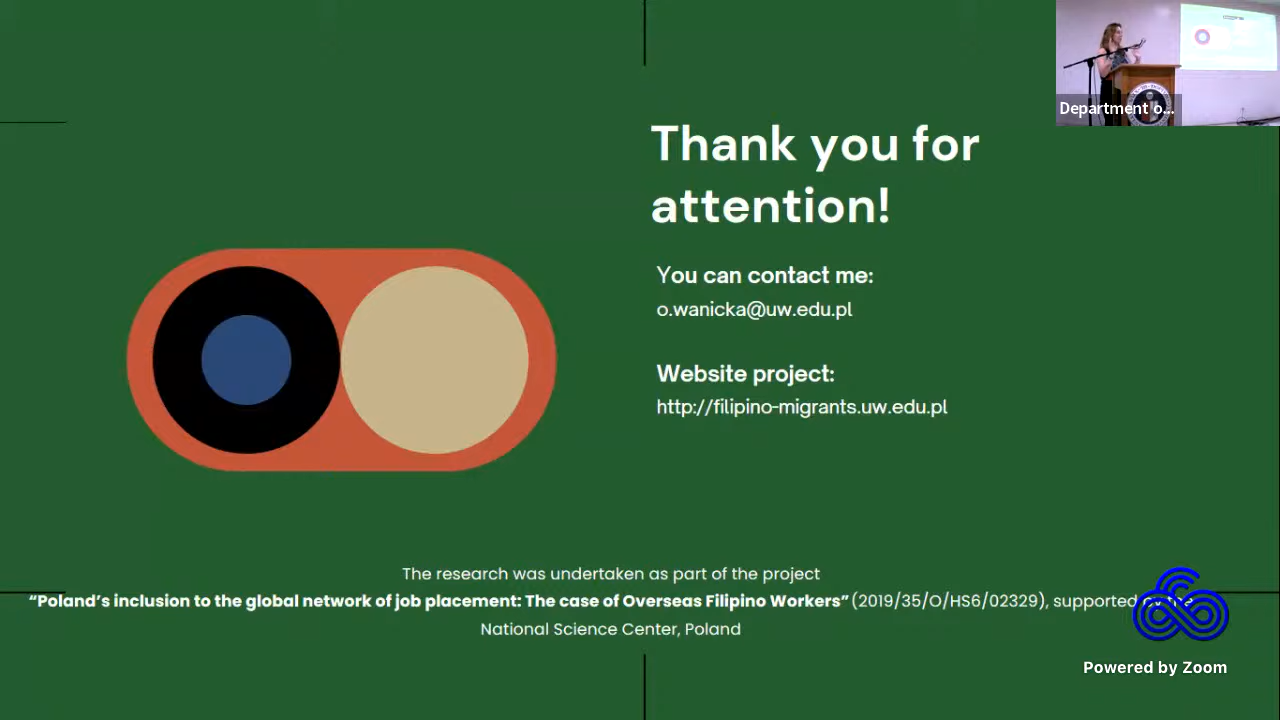 Department o...
Thank you for
attention!
You can contact me:
o.wanicka@uw.edu.pl
Website project:
http://filipino-migrants.uw.edu.pl
The research was undertaken as part of the project
“Poland’s inclusion to the global network of job placement: The case of Overseas Filipino Workers” (2019/35/O/HS6/02329), supported by the
National Science Center, Poland
Powered by Zoom